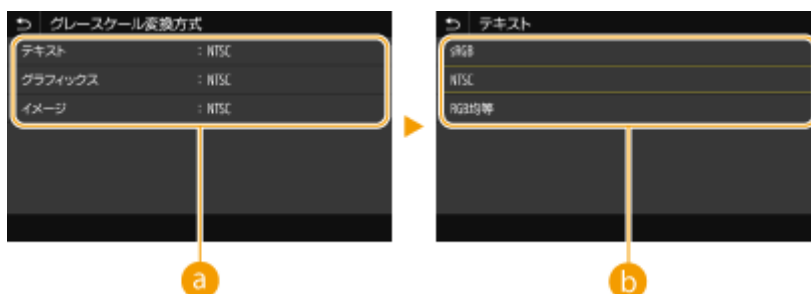 グレースケール変換方式
テキスト : NTSC
グラフィックス : NTSC
イメージ : NTSC
a
テキスト
sRGB
NTSC
RGB均等
b